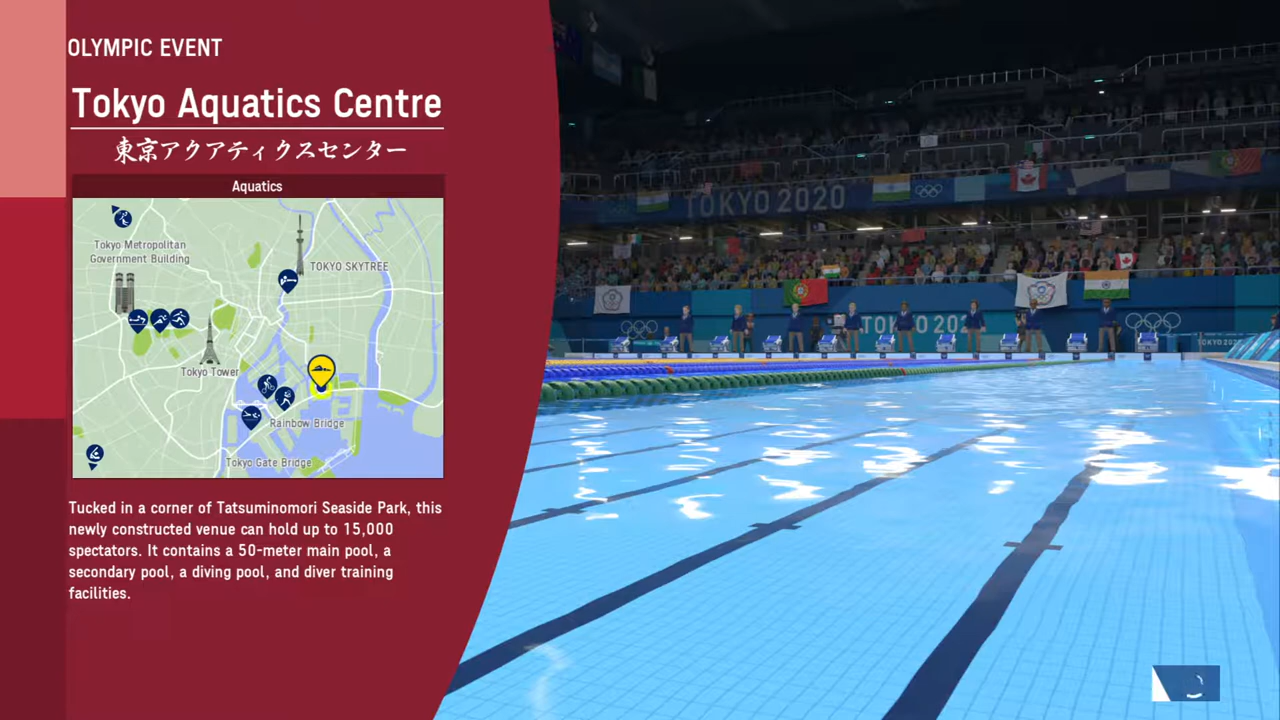 OLYMPIC EVENT
Tokyo Aquatics Centre
東京アクアティクスセンター
Aquatics
Tokyo Metropolitan
Government Building
TOKYO SKYTREE
Tokyo Tower
Rainbow Bridge
Tokyo Gate Bridge
Tucked in a corner of Tatsuminomori Seaside Park, this
newly constructed venue can hold up to 15,000
spectators. It contains a 50-meter main pool, a
secondary pool, a diving pool, and diver training
facilities.
TOKYO 2020
TOKYO 202
TOKYO 2020